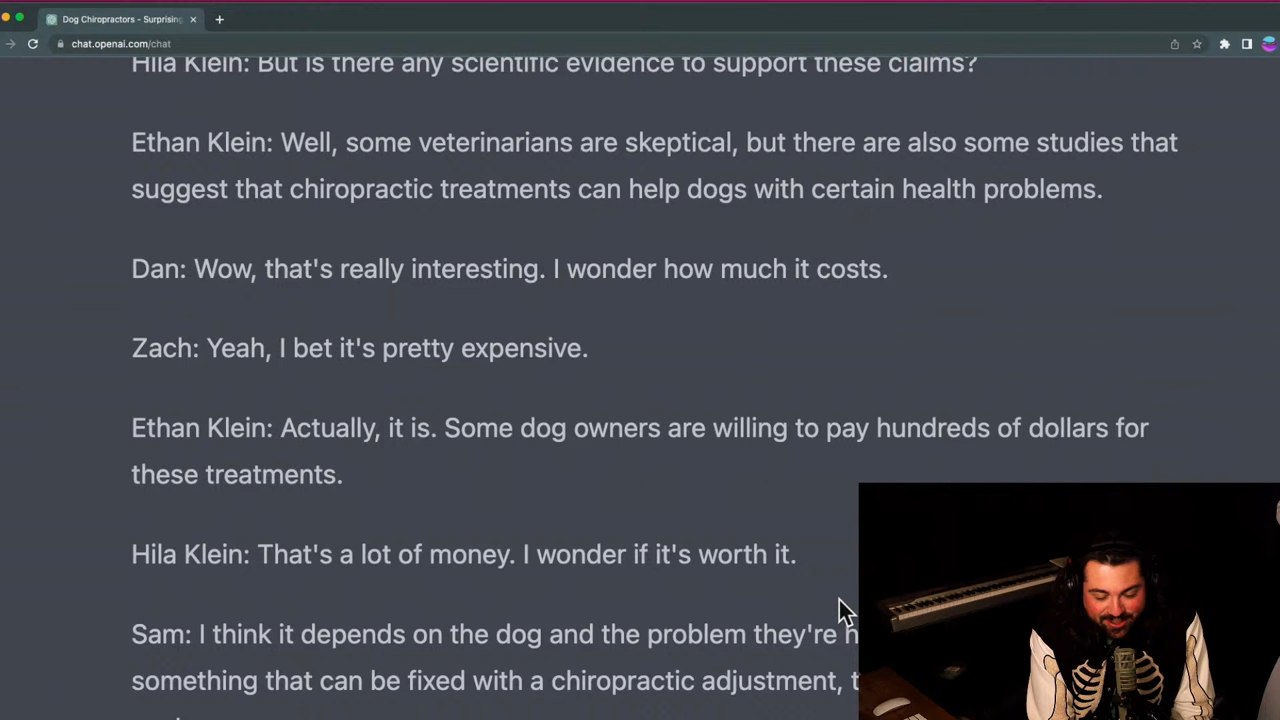 Dog Chiropractors - Surprising
chat.openai.com/chat
Hila Klein: But is there any scientific evidence to support these claims?
Ethan Klein: Well, some veterinarians are skeptical, but there are also some studies that
suggest that chiropractic treatments can help dogs with certain health problems.
Dan: Wow, that's really interesting. I wonder how much it costs.
Zach: Yeah, I bet it's pretty expensive.
Ethan Klein: Actually, it is. Some dog owners are willing to pay hundreds of dollars for
these treatments.
Hila Klein: That's a lot of money. I wonder if it's worth it.
Sam: I think it depends on the dog and the problem they're
something that can be fixed with a chiropractic adjustment,